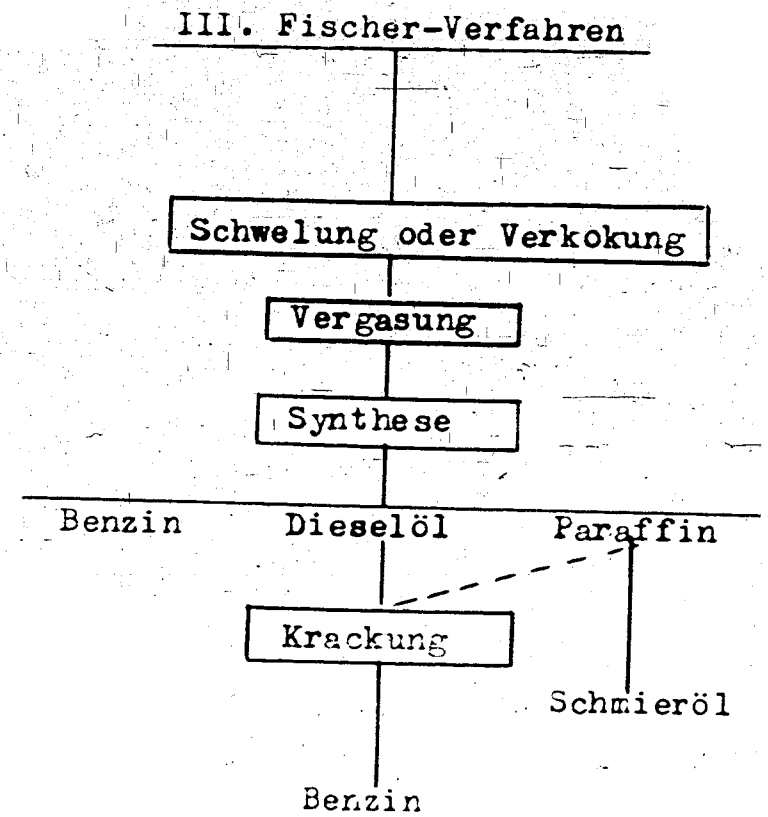 III. Fischer-Verfahren
Schwelung oder Verkokung
Vergasung
Synthese
Benzin Dieselöl Paraffin
Krackung
Schmieröl
Benzin